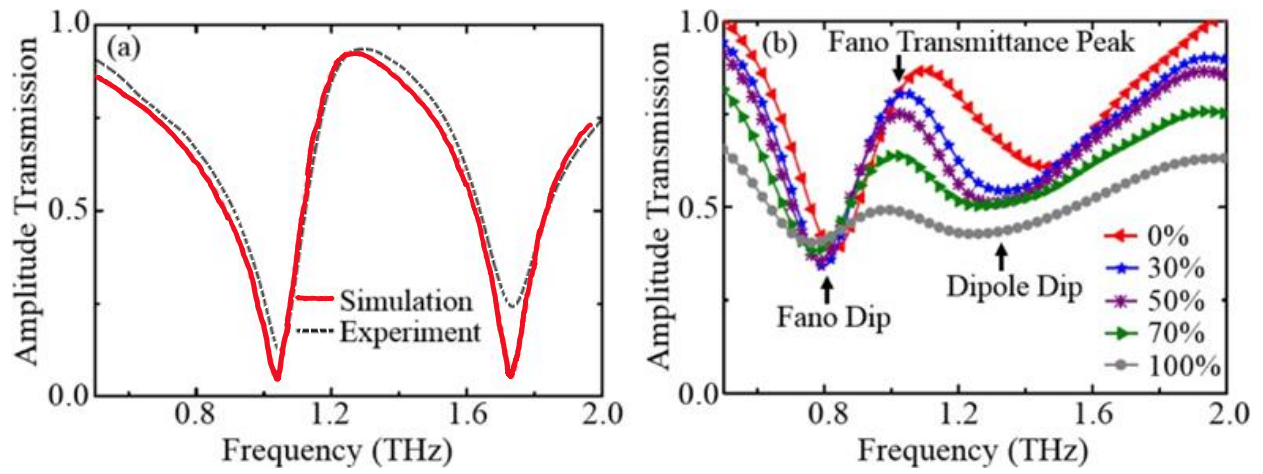 (a)
1.0
0.5
0.0
0.8
1.2
1.6
2.0
Amplitude Transmission
Frequency (THz)
Simulation
Experiment
(b)
1.0
0.5
0.0
0.8
1.2
1.6
2.0
Amplitude Transmission
Frequency (THz)
Fano Transmittance Peak
Fano Dip
Dipole Dip
0%
30%
50%
70%
100%